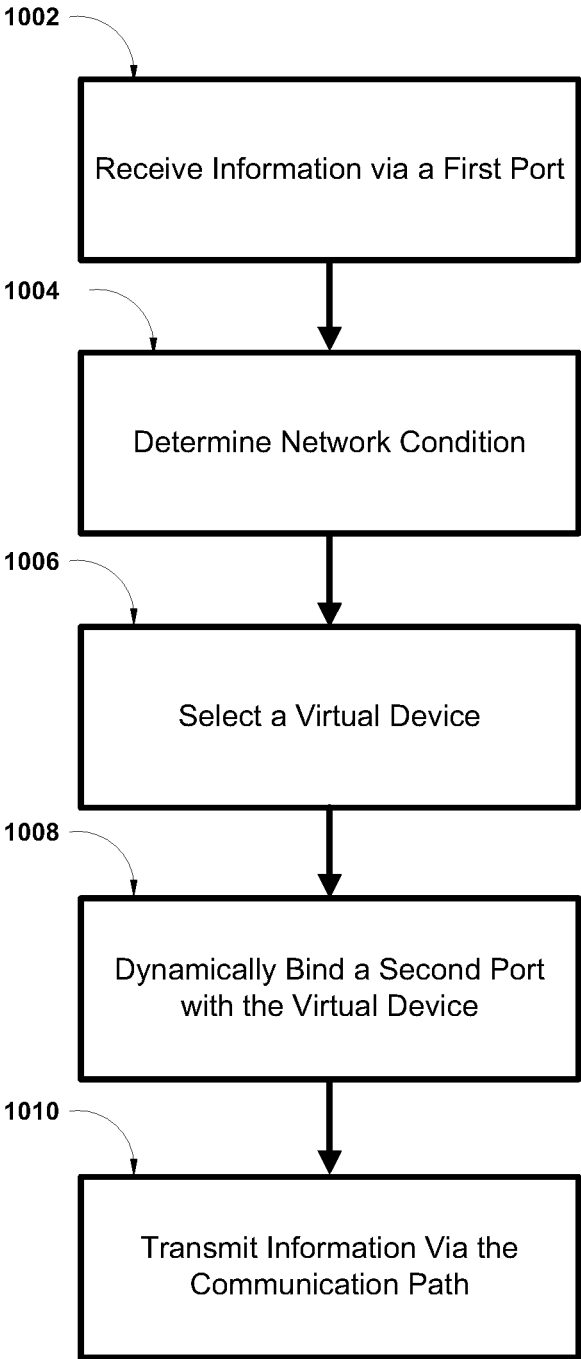 1002
Receive Information via a First Port
1004
Determine Network Condition
1006
Select a Virtual Device
1008
Dynamically Bind a Second Port
with the Virtual Device
1010
Transmit Information Via the
Communication Path